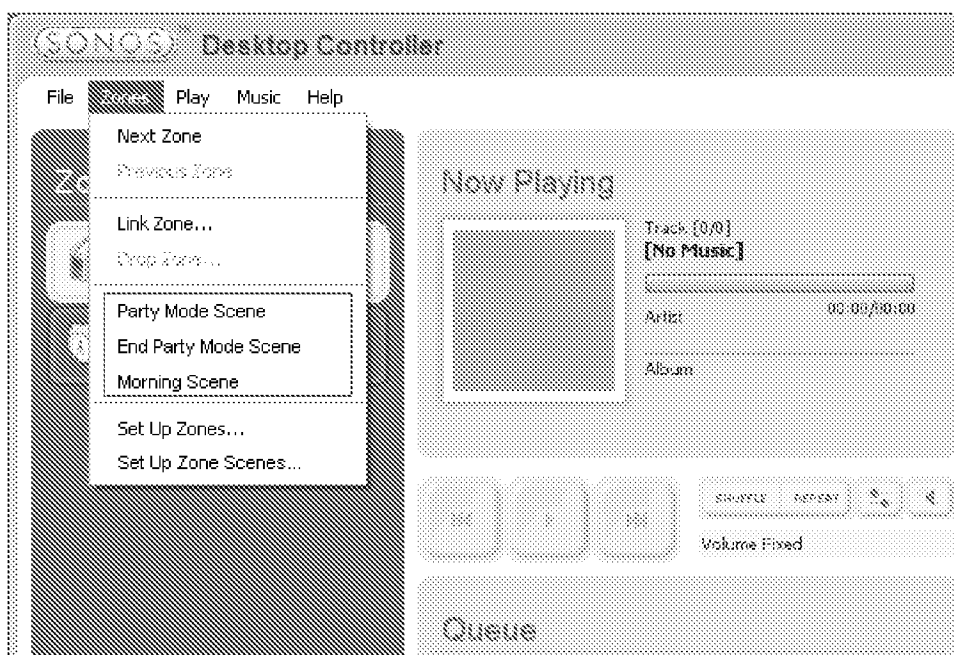 SONOS™ Desktop Controller
File Zones Play Music Help
Next Zone
Previous Zone
Link Zone...
Drop Zone...
Party Mode Scene
End Party Mode Scene
Morning Scene
Set Up Zones...
Set Up Zone Scenes...
Zo
Now Playing
Track [0/0]
[No Music]
00:00/00:00
Artist
Album
SHUFFLE REPEAT
Volume Fixed
Queue